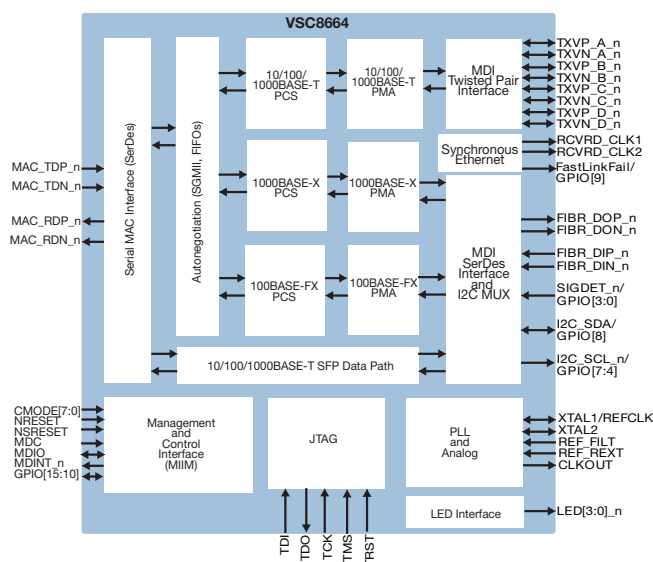 VSC8664
Serial MAC Interface (SerDes)
Autonegotiation (SGMII, FIFOs)
10/100/
1000BASE-T
PCS
10/100/
1000BASE-T
PMA
MDI
Twisted Pair
Interface
TXVP_A_n
TXVN_A_n
TXVP_B_n
TXVN_B_n
TXVP_C_n
TXVN_C_n
TXVP_D_n
TXVN_D_n
Synchronous
Ethernet
RCVRD_CLK1
RCVRD_CLK2
FastLinkFail/
GPIO[9]
MAC_TDP_n
MAC_TDN_n
MAC_RDP_n
MAC_RDN_n
1000BASE-X
PCS
1000BASE-X
PMA
MDI
SerDes
Interface
and
I2C MUX
FIBR_DOP_n
FIBR_DON_n
FIBR_DIP_n
FIBR_DIN_n
SIGDET_n/
GPIO[3:0]
I2C_SDA/
GPIO[8]
I2C_SCL_n/
GPIO[7:4]
100BASE-FX
PCS
100BASE-FX
PMA
10/100/1000BASE-T SFP Data Path
CMODE[7:0]
NRESET
NSRESET
MDC
MDIO
MDINT_n
GPIO[15:10]
Management
and
Control
Interface
(MIIM)
JTAG
PLL
and
Analog
XTAL1/REFCLK
XTAL2
REF_FILT
REF_REXT
CLKOUT
LED Interface
LED[3:0]_n
TDI
TDO
TCK
TMS
TRST